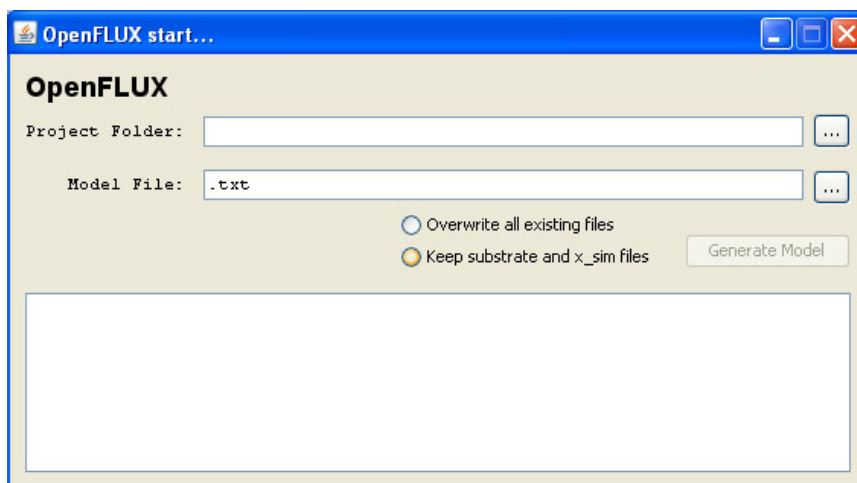 OpenFLUX start...
OpenFLUX
Project Folder: ...
Model File: .txt ...
Overwrite all existing files
Keep substrate and x_sim files Generate Model